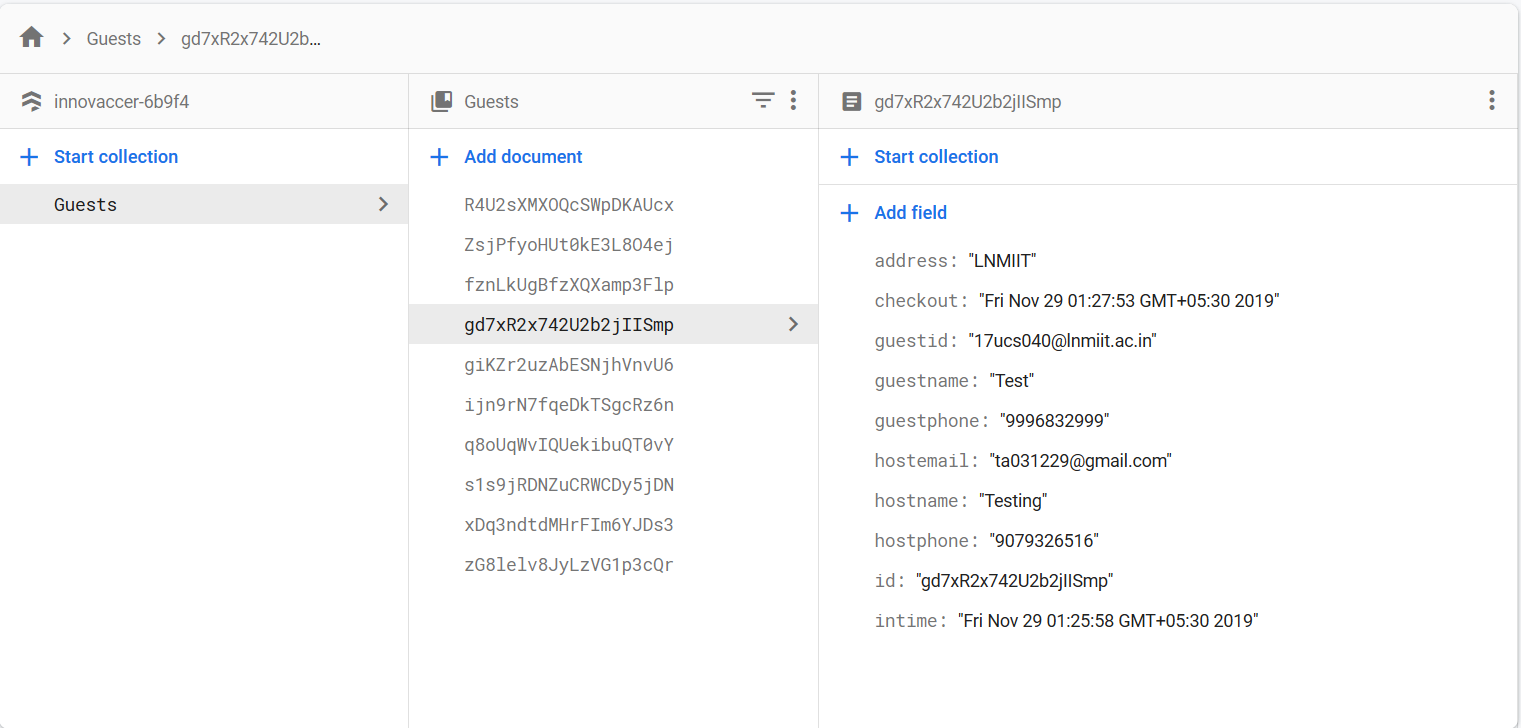 Guests
gd7xR2x742U2b...
innovaccer-6b9f4
Start collection
Guests
Guests
Add document
R4U2sXMXOQcSWpDKAUcx
ZsjPfyoHUt0kE3L8O4ej
fznLkUgBfzXQXamp3Flp
gd7xR2x742U2b2jIISmp
giKZr2uzAbESNjhVnvU6
ijn9rN7fqeDkTSgcRz6n
q8oUqWvIQUekibuQT0vY
s1s9jRDNZuCRWCDy5jDN
xDq3ndtdMHrFIm6YJDs3
zG8lelv8JyLzVG1p3cQr
gd7xR2x742U2b2jIISmp
Start collection
Add field
address: "LNMIIT"
checkout: "Fri Nov 29 01:27:53 GMT+05:30 2019"
guestid: "17ucs040@lnmiit.ac.in"
guestname: "Test"
guestphone: "9996832999"
hostemail: "ta031229@gmail.com"
hostname: "Testing"
hostphone: "9079326516"
id: "gd7xR2x742U2b2jIISmp"
intime: "Fri Nov 29 01:25:58 GMT+05:30 2019"